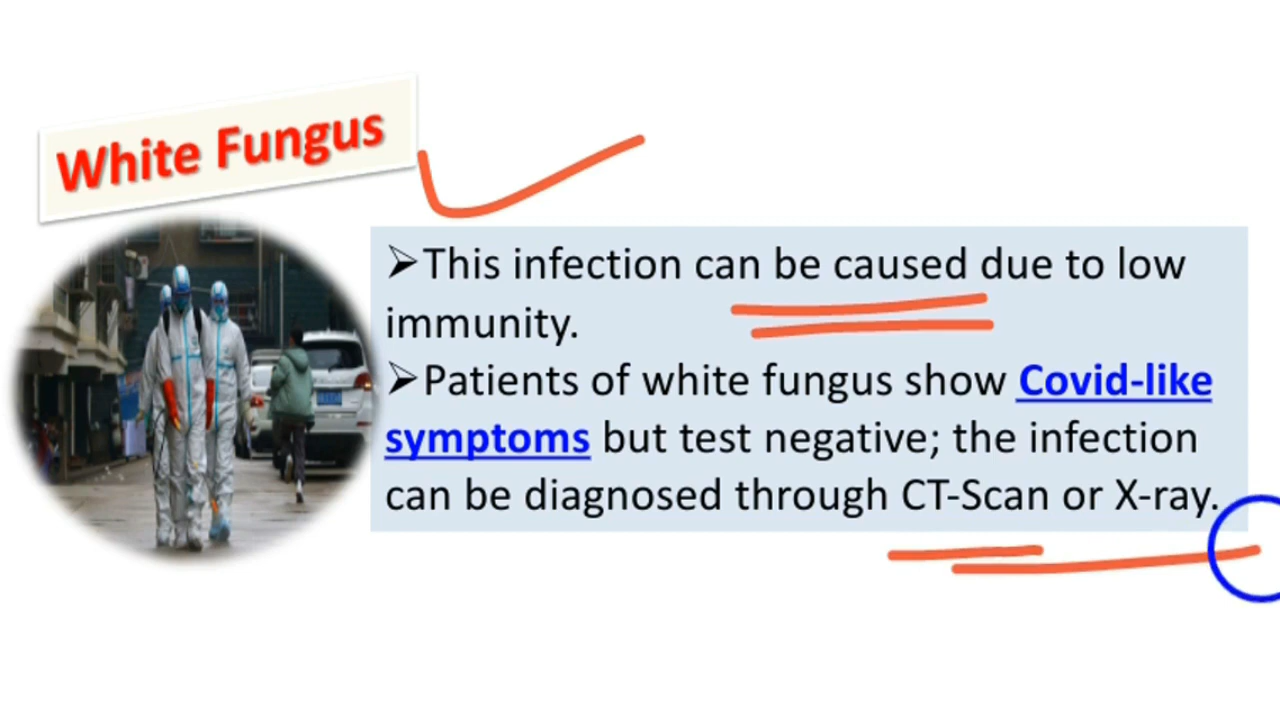 White Fungus
➢This infection can be caused due to low
immunity.
➢Patients of white fungus show Covid-like
symptoms but test negative; the infection
can be diagnosed through CT-Scan or X-ray.